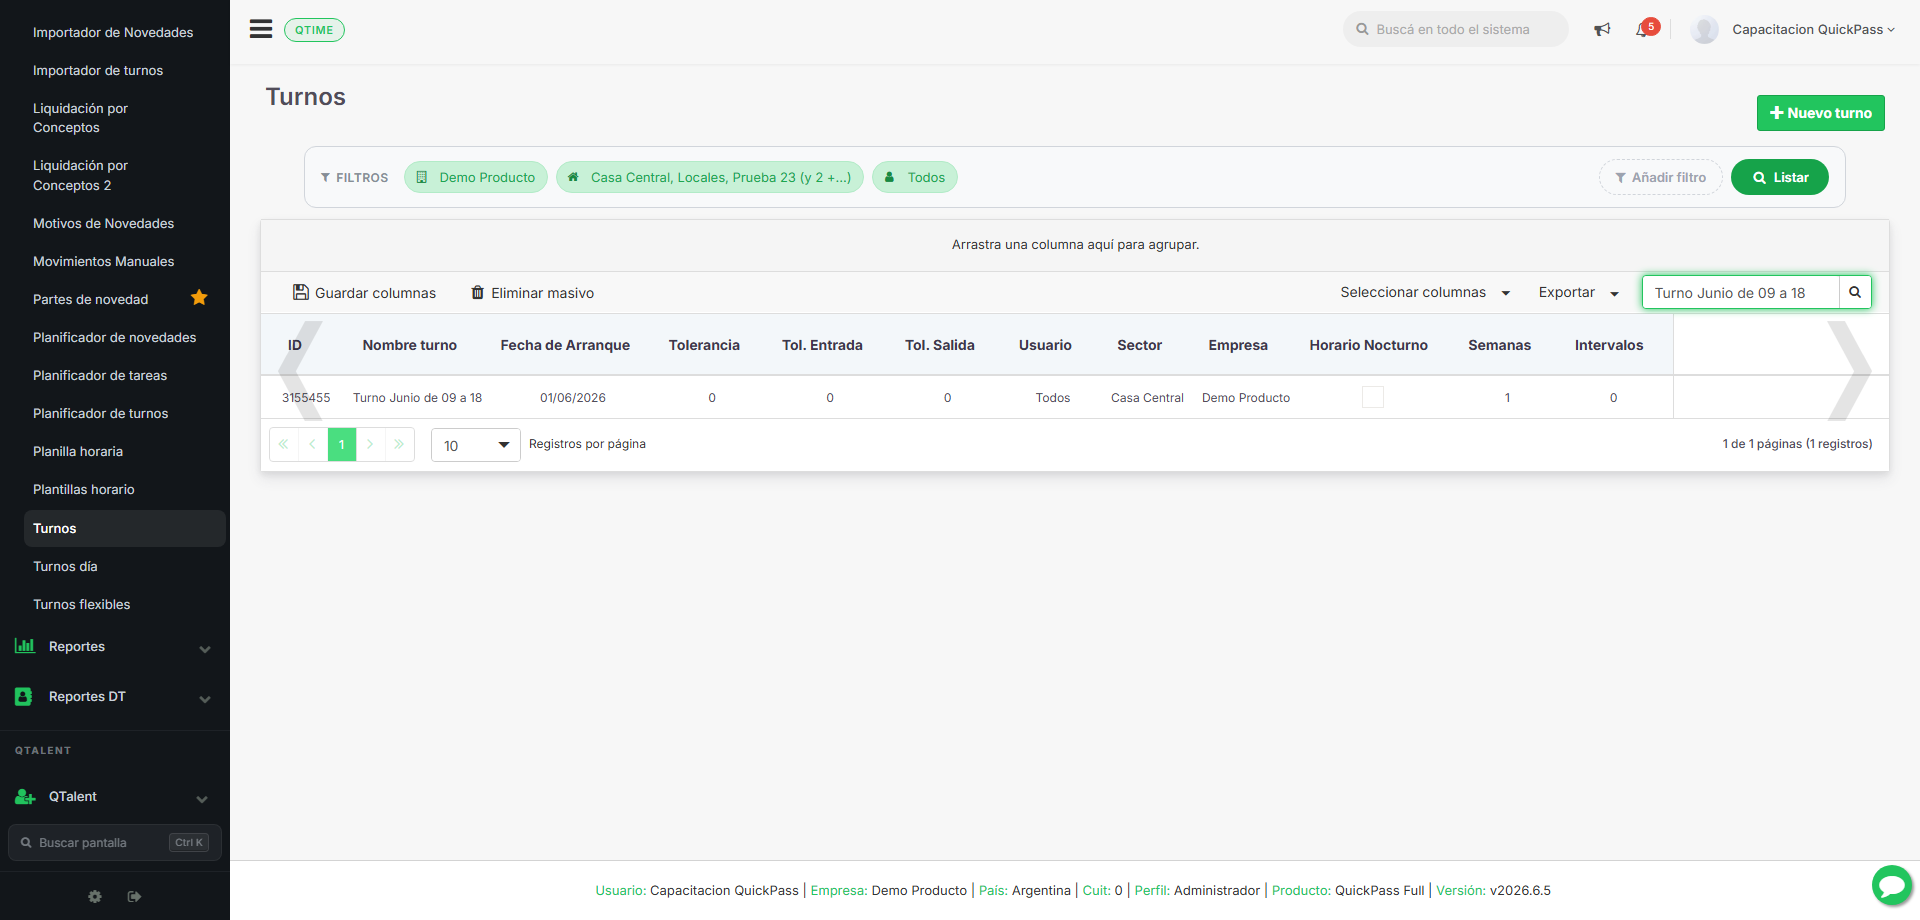 Importador de Novedades
Importador de turnos
Liquidación por
Conceptos
Liquidación por
Conceptos 2
Motivos de Novedades
Movimientos Manuales
Partes de novedad
Planificador de novedades
Planificador de tareas
Planificador de turnos
Planilla horaria
Plantillas horario
Turnos
Turnos día
Turnos flexibles
Reportes
Reportes DT
QTALENT
QTalent
Buscar pantalla Ctrl K
QTIME
Buscá en todo el sistema
5
Capacitacion QuickPass
Turnos
Nuevo turno
FILTROS Demo Producto Casa Central, Locales, Prueba 23 (y 2 +...) Todos Añadir filtro Listar
Arrastra una columna aquí para agrupar.
Guardar columnas Eliminar masivo Seleccionar columnas Exportar Turno Junio de 09 a 18
ID Nombre turno Fecha de Arranque Tolerancia Tol. Entrada Tol. Salida Usuario Sector Empresa Horario Nocturno Semanas Intervalos
3155455 Turno Junio de 09 a 18 01/06/2026 0 0 0 Todos Casa Central Demo Producto 1 0
1 10 Registros por página 1 de 1 páginas (1 registros)
Usuario: Capacitacion QuickPass | Empresa: Demo Producto | País: Argentina | Cuit: 0 | Perfil: Administrador | Producto: QuickPass Full | Versión: v2026.6.5